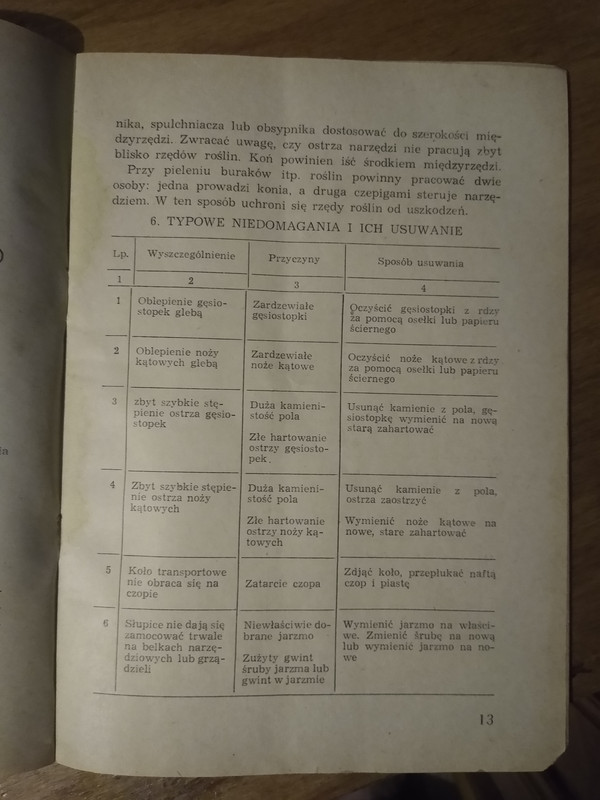 nika, spulchniacza lub obsypnika dostosować do szerokości mię-
dzyrzędzi. Zwracać uwagę, czy ostrza narzędzi nie pracują zbyt
blisko rzędów roślin. Koń powinien iść środkiem międzyrzędzi.
Przy pieleniu buraków itp. roślin powinny pracować dwie
osoby: jedna prowadzi konia, a druga czepigami steruje narzę-
dziem. W ten sposób uchroni się rzędy roślin od uszkodzeń.
6. TYPOWE NIEDOMAGANIA I ICH USUWANIE
Lp. Wyszczególnienie Przyczyny Sposób usuwania
1 2 3 4
1 Oblepienie gęsio- Zardzewiałe Oczyścić gęsiostopki z rdzy
stopek glebą gęsiostopki za pomocą osełki lub papieru
ściernego
2 Oblepienie noży Zardzewiałe Oczyścić noże kątowe z rdzy
kątowych glebą noże kątowe za pomocą osełki lub papieru
ściernego
3 zbyt szybkie stę- Duża kamieni- Usunąć kamienie z pola, gę-
pienie ostrza gęsio- stość pola siostopkę wymienić na nową
stopek starą zahartować
Złe hartowanie
ostrzy gęsiosto-
pek.
4 Zbyt szybkie stępie- Duża kamieni- Usunąć kamienie z pola,
nie ostrza noży stość pola ostrza zaostrzyć
kątowych
Złe hartowanie Wymienić noże kątowe na
ostrzy noży ką- nowe, stare zahartować
towych
5 Koło transportowe Zdjąć koło, przepłukać naftą
nie obraca się na Zatarcie czopa czop i piastę
czopie
6 Słupice nie dają się Niewłaściwie do- Wymienić jarzmo na właści-
zamocować trwale brane jarzmo we. Zmienić śrubę na nową
na belkach narzę- lub wymienić jarzmo na no-
dziowych lub grzą- Zużyty gwint we
dzieli śruby jarzma lub
gwint w jarzmie
13